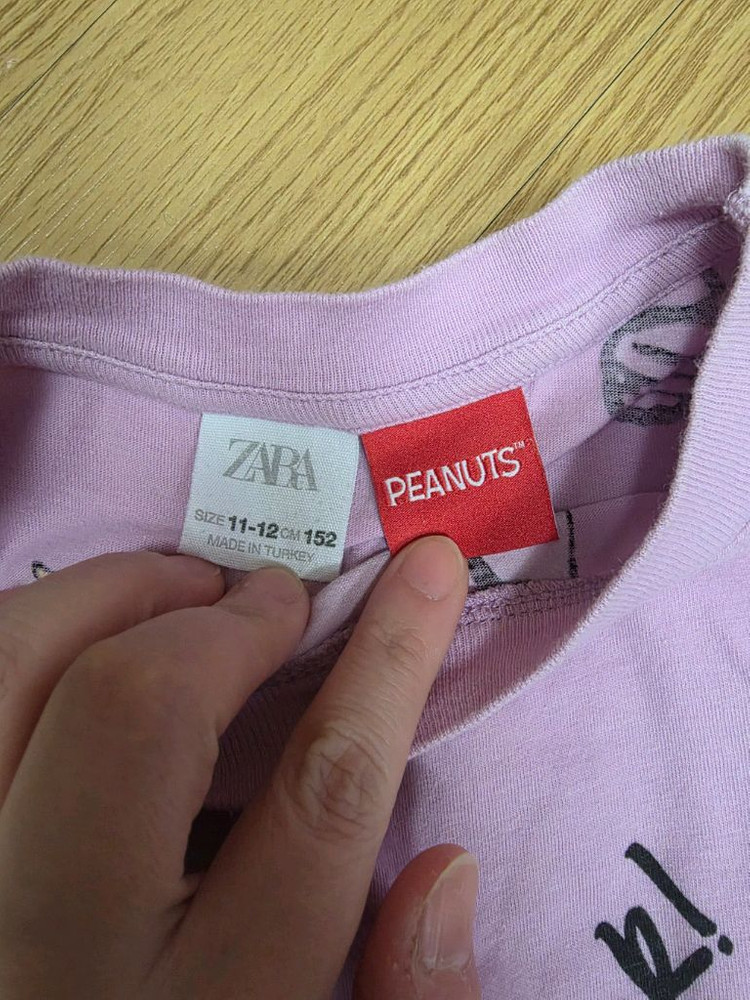 ZARA
SIZE 11-12 CM 152
MADE IN TURKEY
PEANUTS™